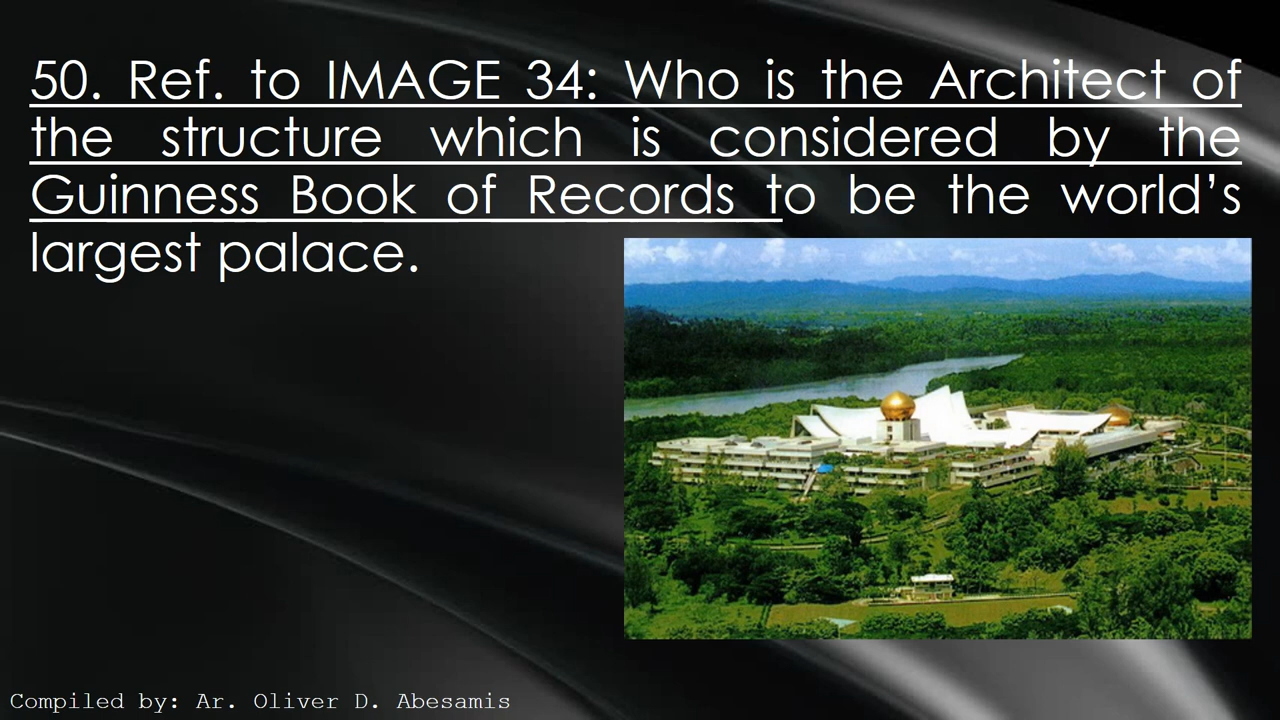 50. Ref. to IMAGE 34: Who is the Architect of
the structure which is considered by the
Guinness Book of Records to be the world’s
largest palace.
Compiled by: Ar. Oliver D. Abesamis